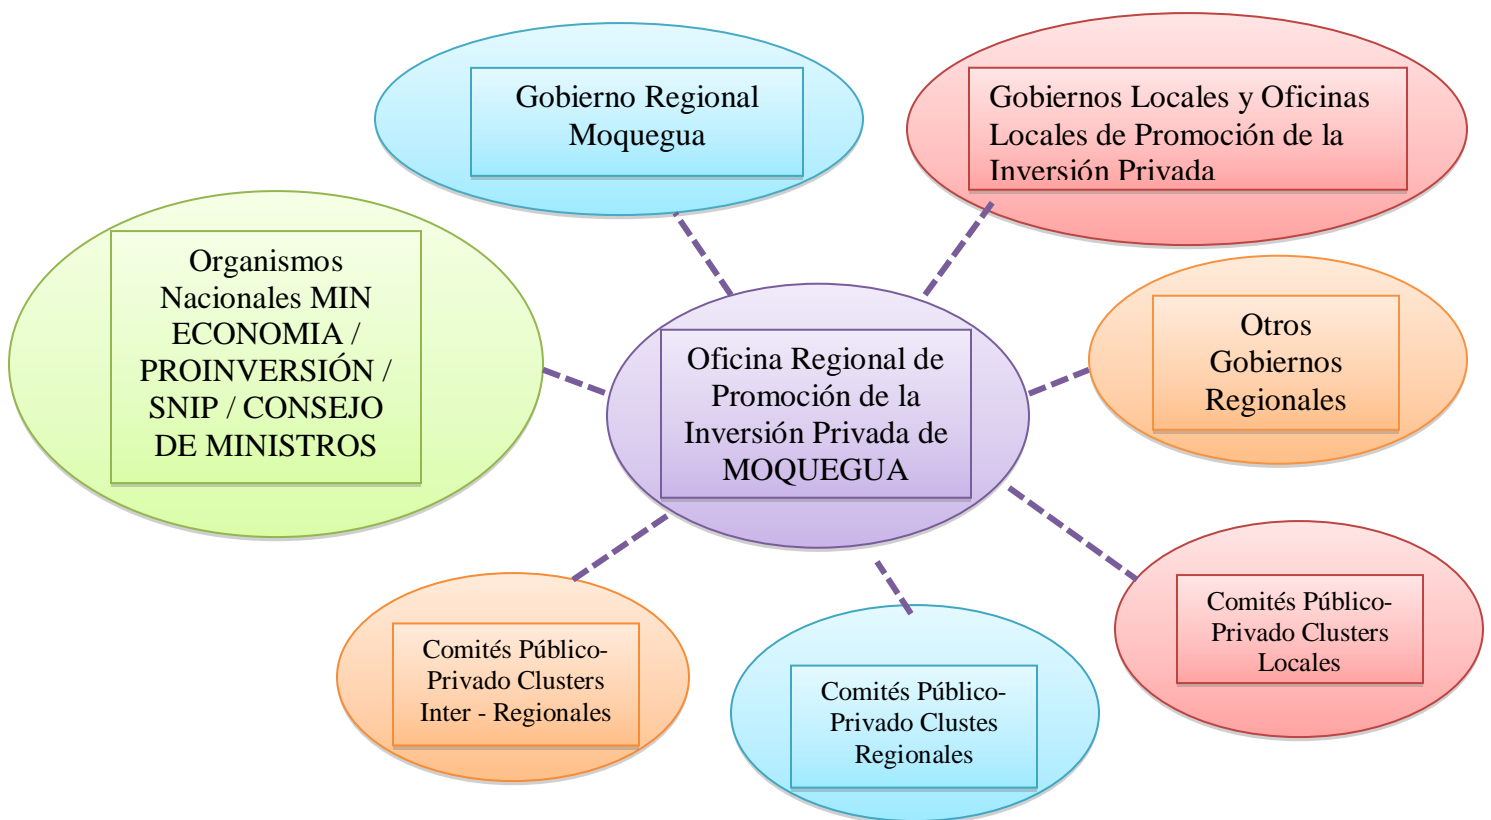 Gobierno Regional
Moquegua
Gobiernos Locales y Oficinas
Locales de Promoción de la
Inversión Privada
Organismos
Nacionales MIN
ECONOMIA /
PROINVERSIÓN /
SNIP / CONSEJO
DE MINISTROS
Oficina Regional de
Promoción de la
Inversión Privada de
MOQUEGUA
Otros
Gobiernos
Regionales
Comités Público-
Privado Clusters
Inter - Regionales
Comités Público-
Privado Clustes
Regionales
Comités Público-
Privado Clusters
Locales